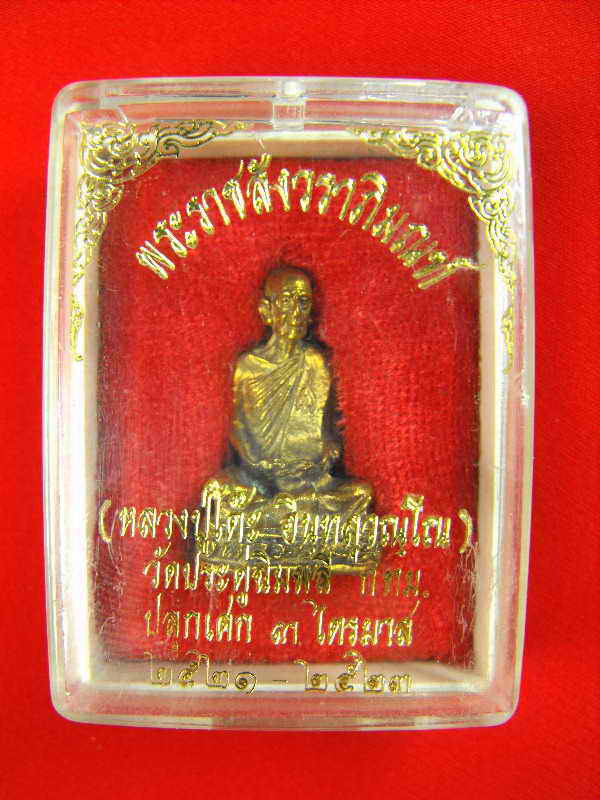 พระราชสังวราภิมณฑ์
(หลวงปู่โต๊ะ อินทสุวณฺโณ)
วัดประดู่ฉิมพลี กทม.
ปลุกเศก ๓ ไตรมาส
๒๕๒๑ - ๒๕๒๓